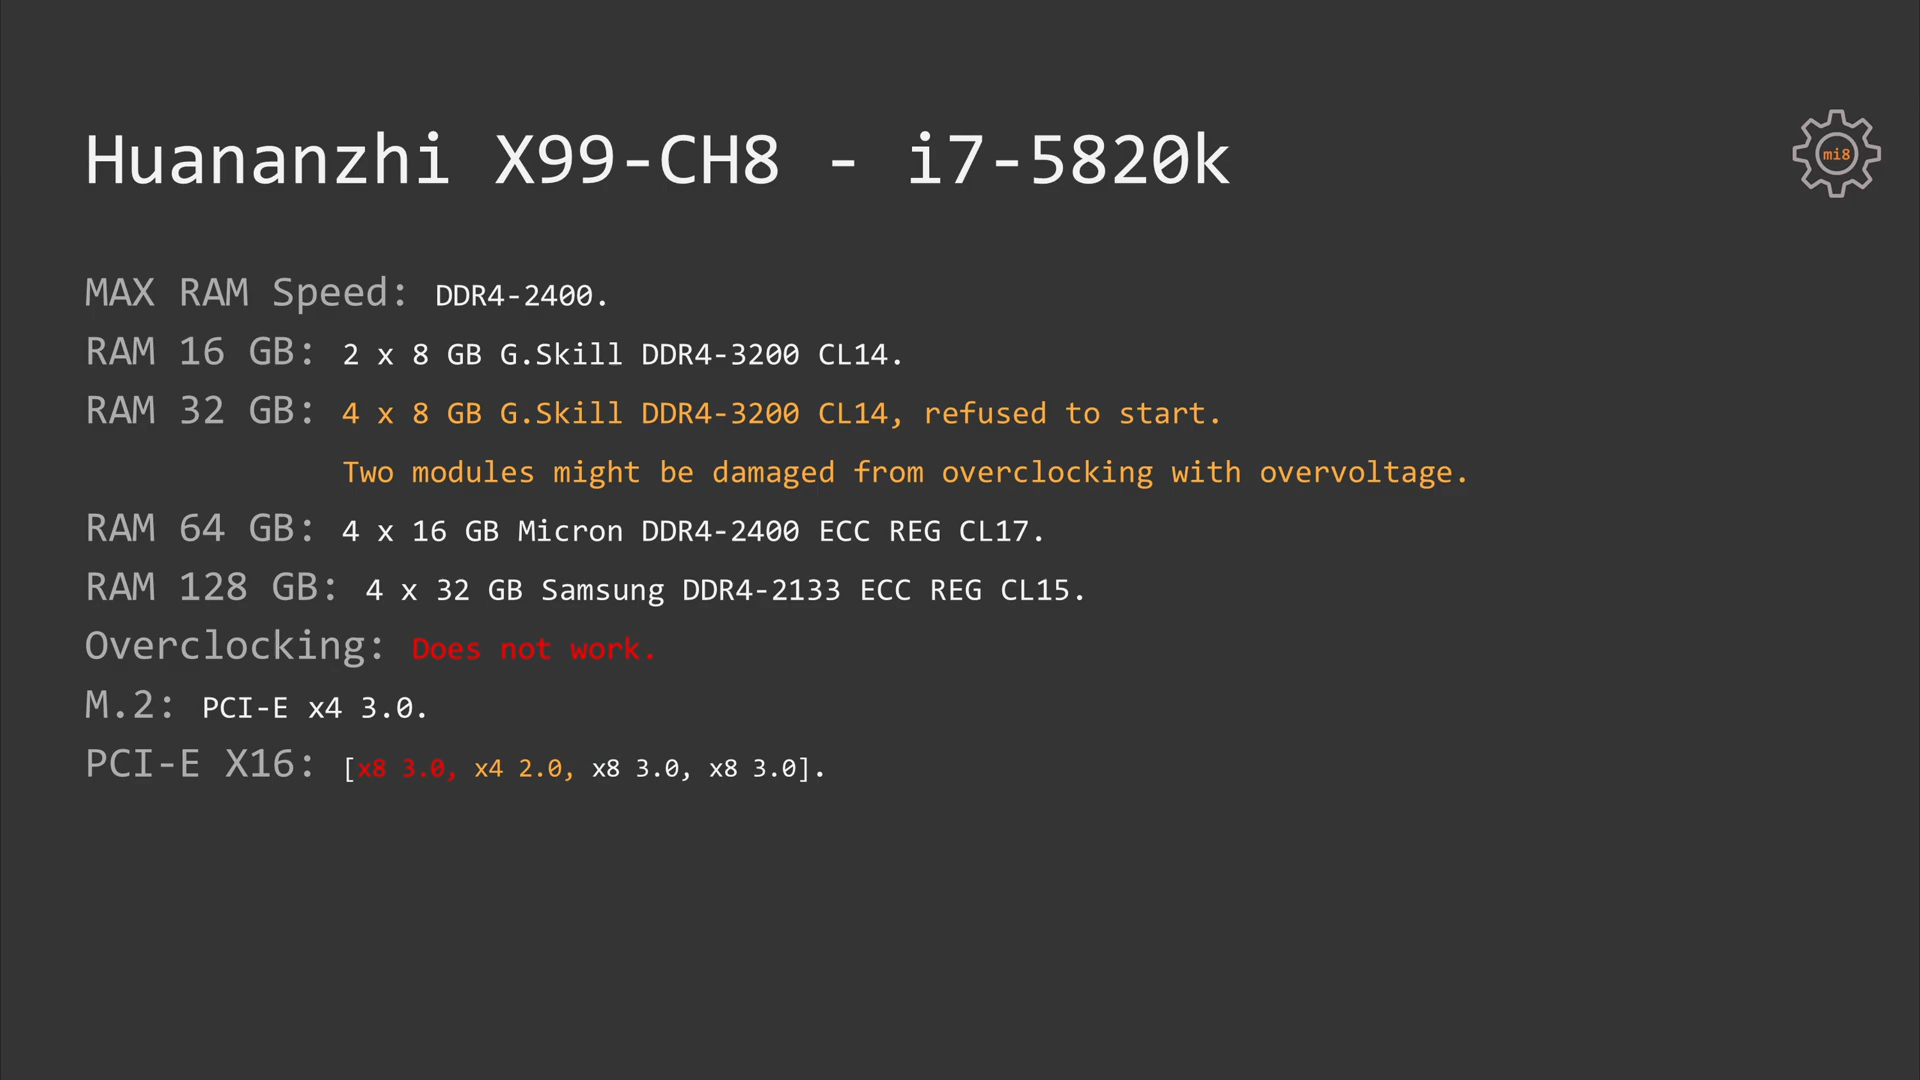 Huananzhi X99-CH8 - i7-5820k
mi8
MAX RAM Speed: DDR4-2400.
RAM 16 GB: 2 x 8 GB G.Skill DDR4-3200 CL14.
RAM 32 GB: 4 x 8 GB G.Skill DDR4-3200 CL14, refused to start.
Two modules might be damaged from overclocking with overvoltage.
RAM 64 GB: 4 x 16 GB Micron DDR4-2400 ECC REG CL17.
RAM 128 GB: 4 x 32 GB Samsung DDR4-2133 ECC REG CL15.
Overclocking: Does not work.
M.2: PCI-E x4 3.0.
PCI-E X16: [x8 3.0, x4 2.0, x8 3.0, x8 3.0].